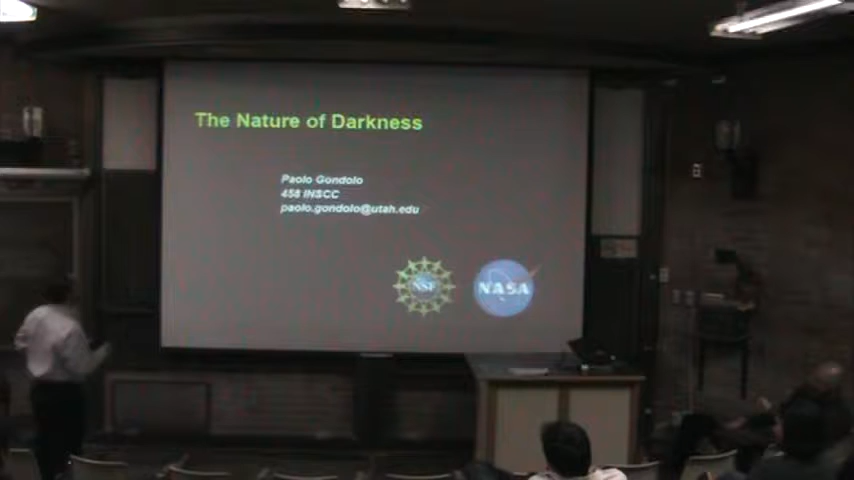 The Nature of Darkness
Paolo Gondolo
458 INSCC
paolo.gondolo@utah.edu
NSF
NASA